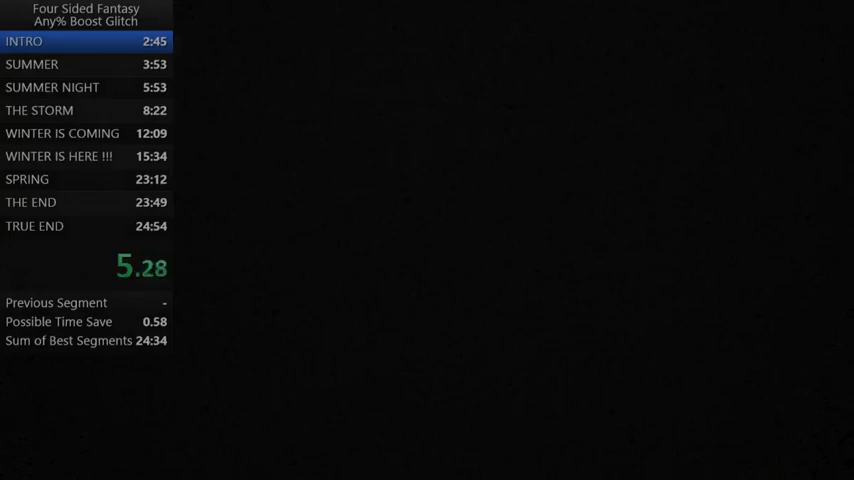 Four Sided Fantasy
Any% Boost Glitch
INTRO 2:45
SUMMER 3:53
SUMMER NIGHT 5:53
THE STORM 8:22
WINTER IS COMING 12:09
WINTER IS HERE !!! 15:34
SPRING 23:12
THE END 23:49
TRUE END 24:54
5.28
Previous Segment -
Possible Time Save 0.58
Sum of Best Segments 24:34